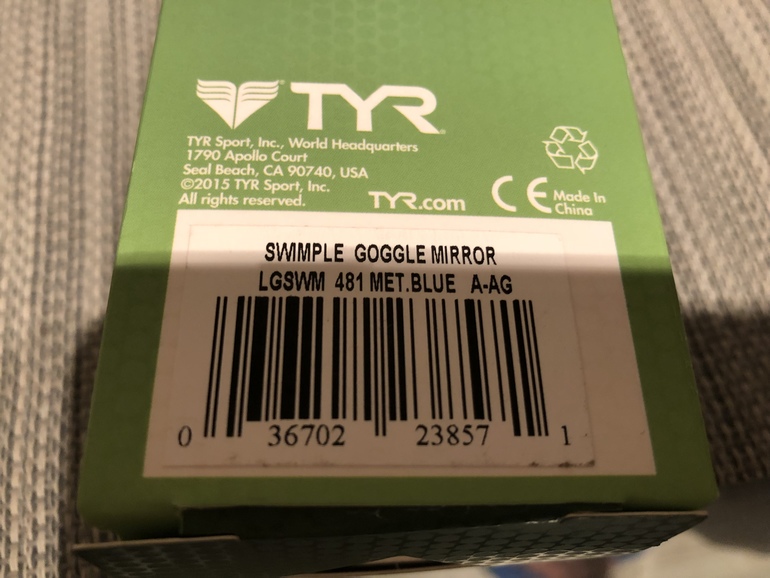 TYR
TYR Sport, Inc., World Headquarters
1790 Apollo Court
Seal Beach, CA 90740, USA
©2015 TYR Sport, Inc.
All rights reserved.
TYR.com
CE
Made In
China
SWIMPLE GOGGLE MIRROR
LGSWM 481 MET.BLUE A-AG
0 36702 23857 1